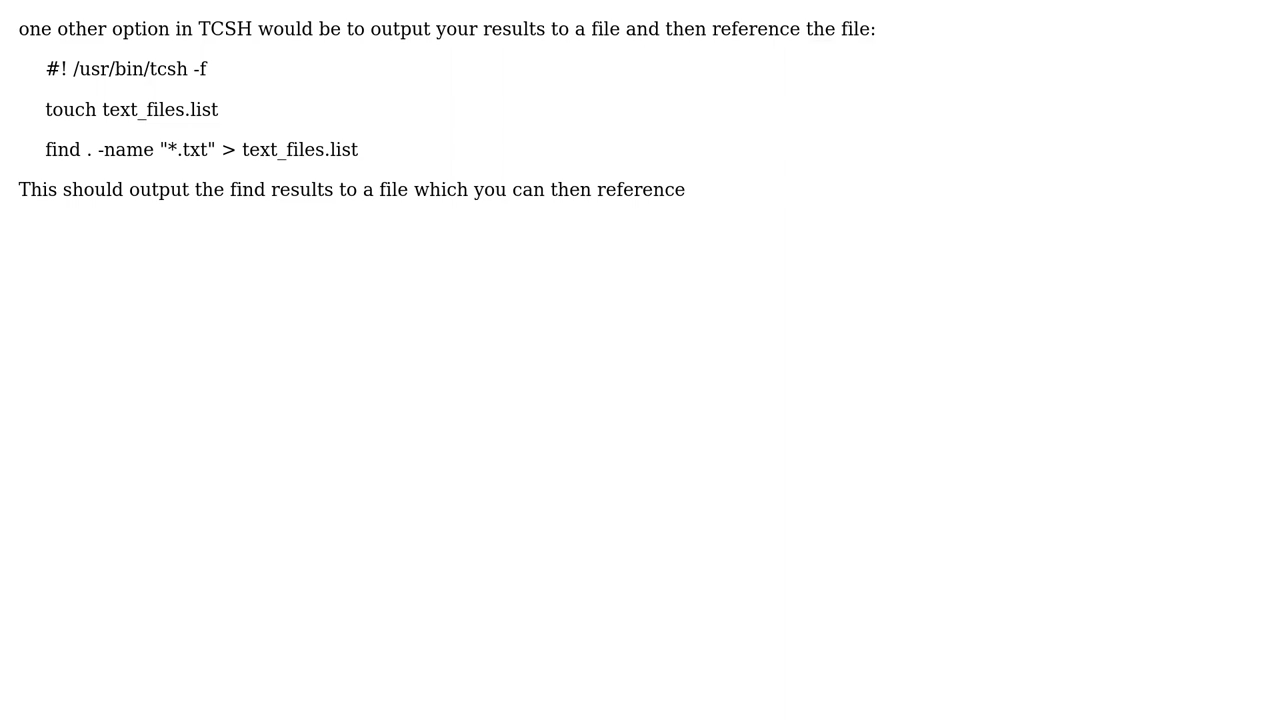 one other option in TCSH would be to output your results to a file and then reference the file:
#! /usr/bin/tcsh -f
touch text_files.list
find . -name "*.txt" > text_files.list
This should output the find results to a file which you can then reference